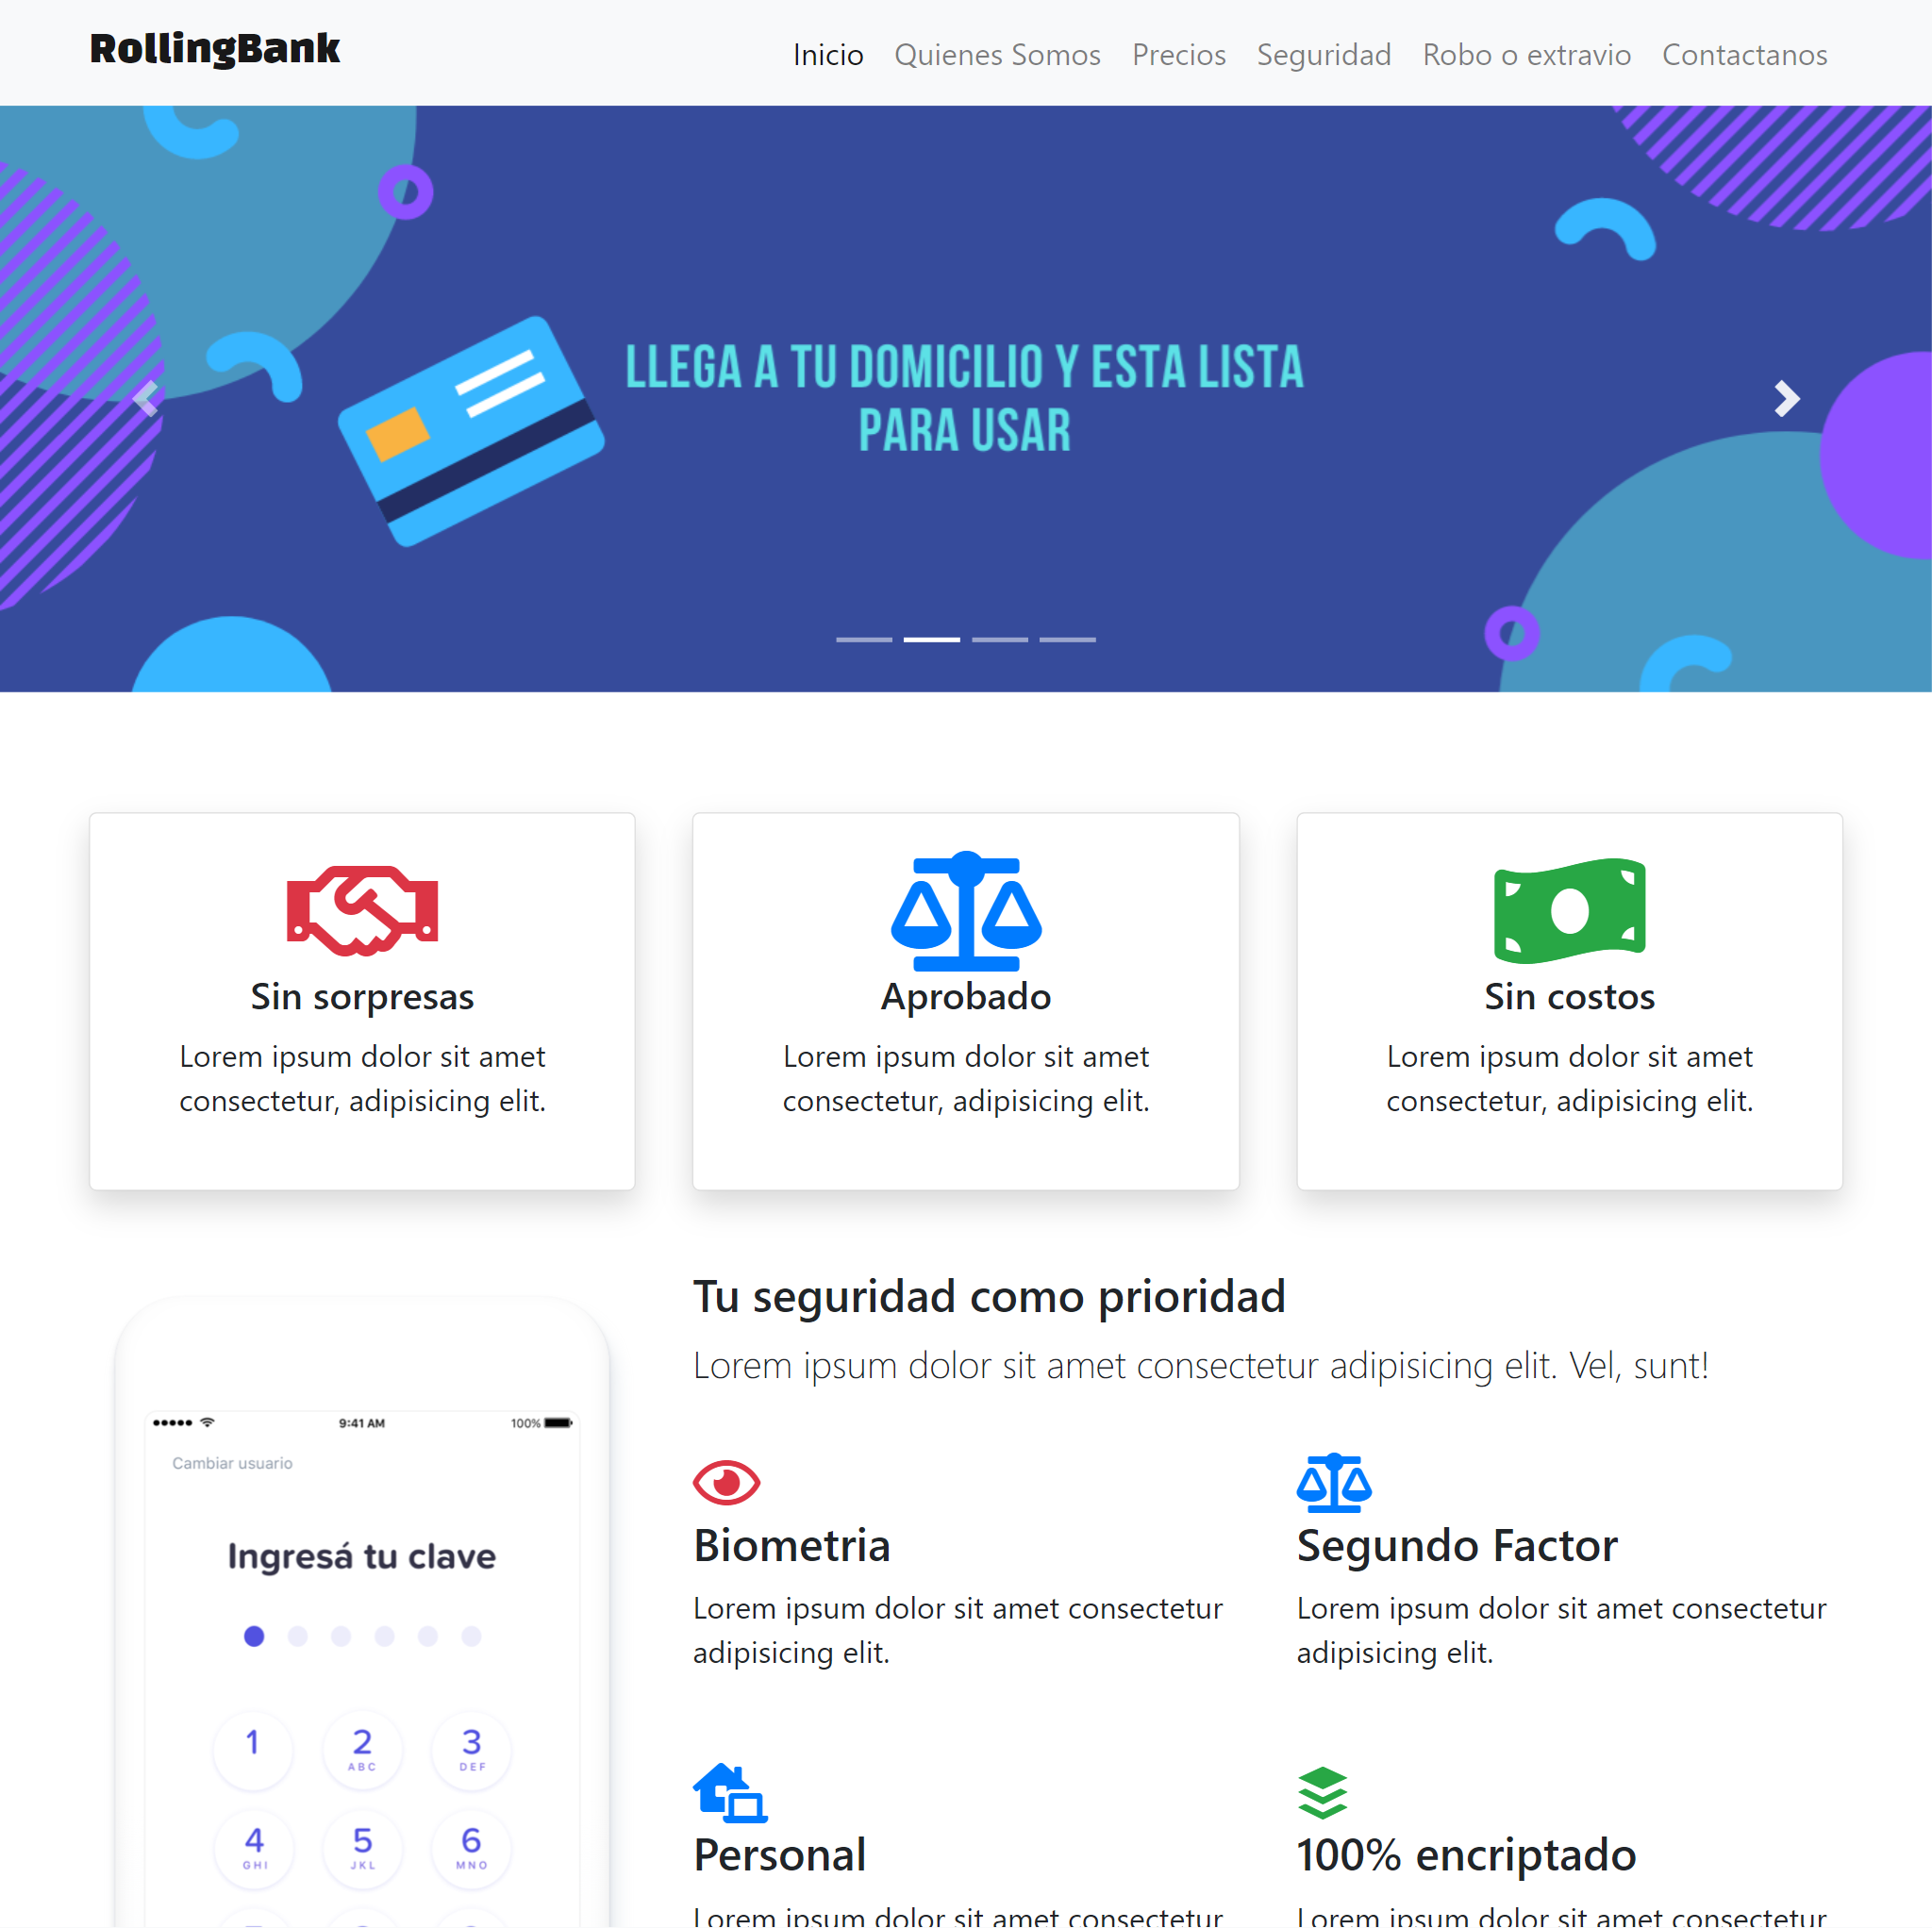 RollingBank
Inicio Quienes Somos Precios Seguridad Robo o extravio Contactanos
LLEGA A TU DOMICILIO Y ESTA LISTA
PARA USAR
Sin sorpresas
Lorem ipsum dolor sit amet
consectetur, adipisicing elit.
Aprobado
Lorem ipsum dolor sit amet
consectetur, adipisicing elit.
Sin costos
Lorem ipsum dolor sit amet
consectetur, adipisicing elit.
9:41 AM 100%
Cambiar usuario
Ingresá tu clave
1 2 3
ABC DEF
4 5 6
GHI JKL MNO
Tu seguridad como prioridad
Lorem ipsum dolor sit amet consectetur adipisicing elit. Vel, sunt!
Biometria
Lorem ipsum dolor sit amet consectetur
adipisicing elit.
Segundo Factor
Lorem ipsum dolor sit amet consectetur
adipisicing elit.
Personal
Lorem ipsum dolor sit amet consectetur
100% encriptado
Lorem ipsum dolor sit amet consectetur